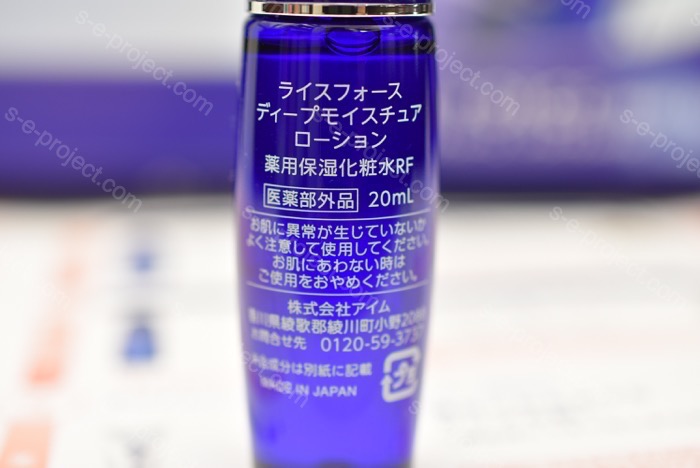 ライスフォース
ディープモイスチュア
ローション
薬用保湿化粧水RF
医薬部外品 20mL
お肌に異常が生じていないか
よく注意して使用してください。
お肌にあわない時は
ご使用をおやめください。
株式会社アイム
香川県綾歌郡綾川町小野
お問合せ先 0120-59-373
全成分は別紙に記載
MADE IN JAPAN
プラ
s-e-project.com